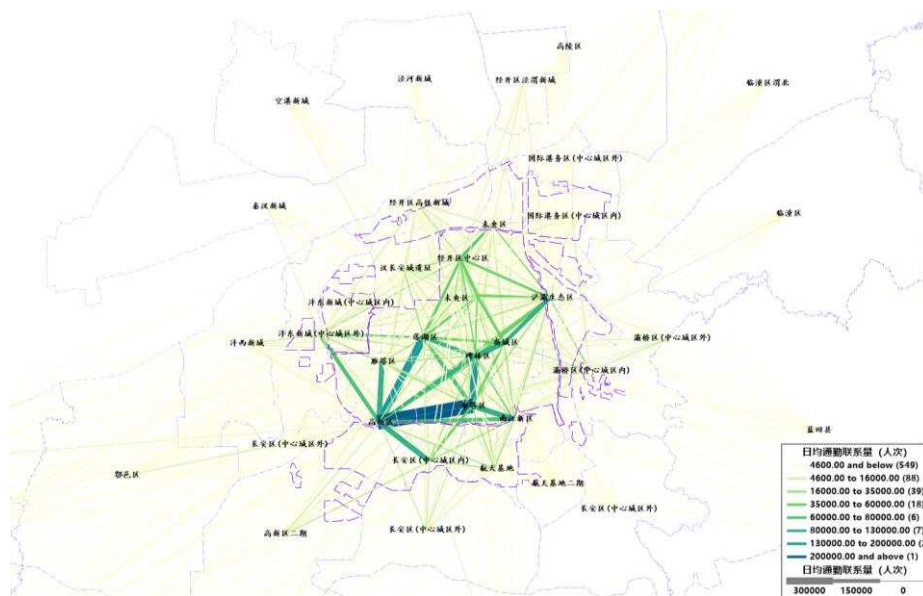 高陵区
泾河新城
经开区泾渭新城
临潼区渭北
空港新城
国际港务区(中心城区外)
秦汉新城
经开区高铁新城
国际港务区(中心城区内)
临潼区
未央区
经开区中心区
汉长安城遗址
沣东新城(中心城区内)
未央区
浐灞生态区
沣东新城(中心城区外)
沣西新城
莲湖区
新城区
灞桥区(中心城区外)
雁塔区
碑林区
灞桥区(中心城区内)
雁塔区
高新区
曲江新区
蓝田县
长安区(中心城区外)
长安区(中心城区内)
航天基地
鄠邑区
航天基地二期
长安区(中心城区外)
高新区二期
长安区(中心城区外)
日均通勤联系量 (人次)
4600.00 and below (549)
4600.00 to 16000.00 (88)
16000.00 to 35000.00 (39)
35000.00 to 60000.00 (18)
60000.00 to 80000.00 (6)
80000.00 to 130000.00 (7)
130000.00 to 200000.00 (
200000.00 and above (1)
日均通勤联系量 (人次)
300000 150000 0